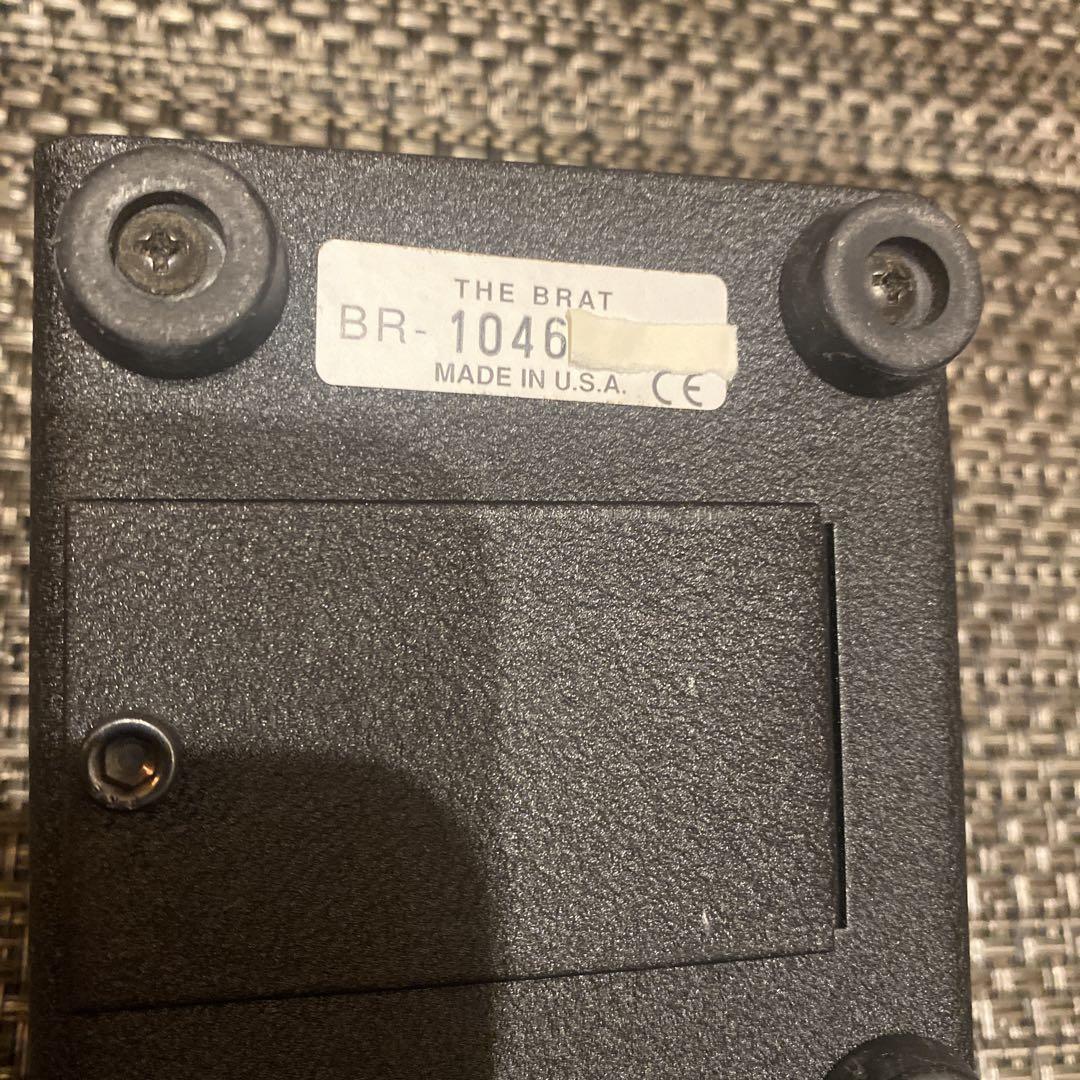 THE BRAT
BR- 1046
MADE IN U.S.A. CE